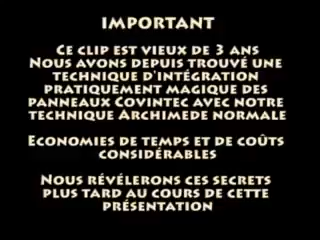 IMPORTANT
CE CLIP EST VIEUX DE 3 ANS
NOUS AVONS DEPUIS TROUVÉ UNE
TECHNIQUE D'INTÉGRATION
PRATIQUEMENT MAGIQUE DES
PANNEAUX COVINTEC AVEC NOTRE
TECHNIQUE ARCHIMEDE NORMALE
ECONOMIES DE TEMPS ET DE COÛTS
CONSIDÉRABLES
NOUS RÉVÉLERONS CES SECRETS
PLUS TARD AU COURS DE CETTE
PRÉSENTATION